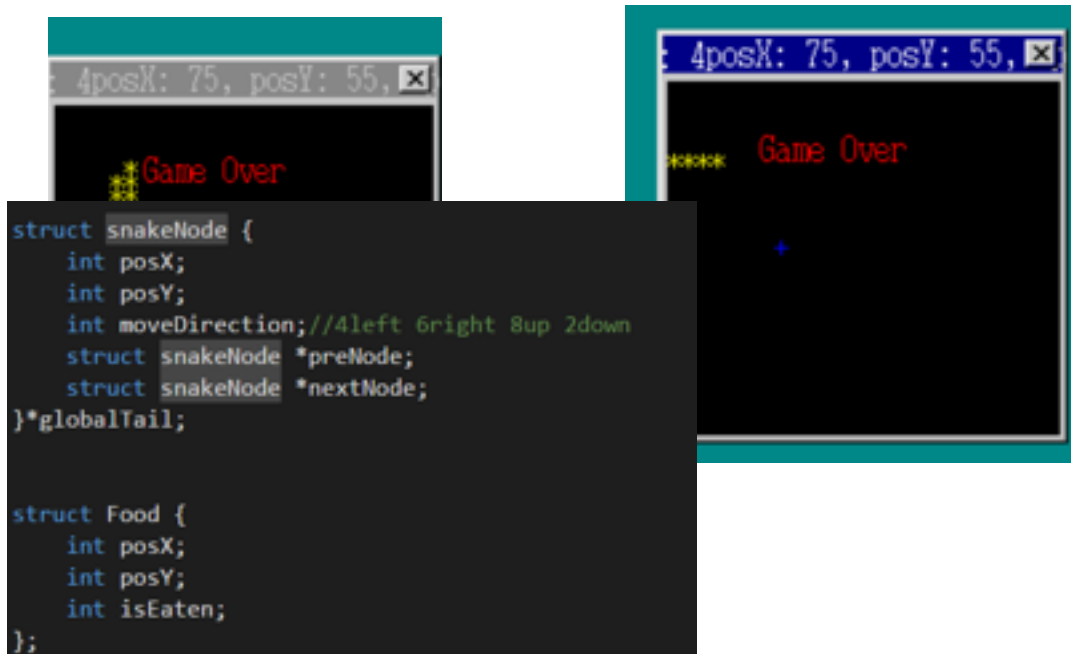 : 4posX: 75, posY: 55,
Game Over
: 4posX: 75, posY: 55,
Game Over
struct snakeNode {
    int posX;
    int posY;
    int moveDirection;//4left 6right 8up 2down
    struct snakeNode *preNode;
    struct snakeNode *nextNode;
}*globalTail;
struct Food {
    int posX;
    int posY;
    int isEaten;
};